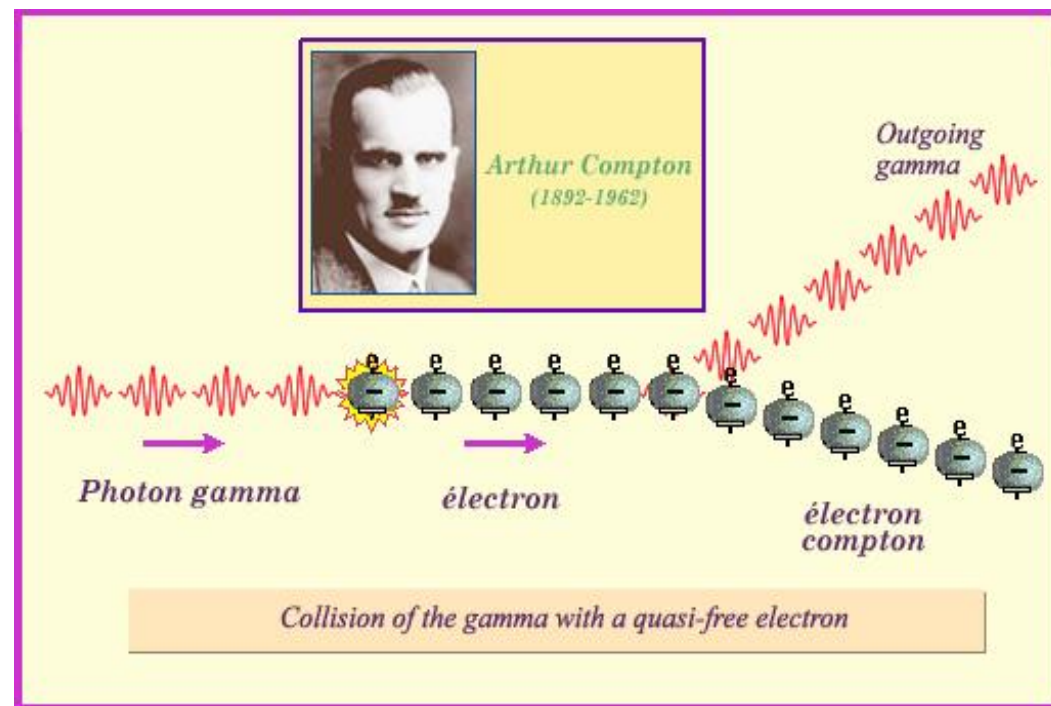 Arthur Compton
(1892-1962)
Outgoing
gamma
e e e e e e e e e e e e
Photon gamma
électron
électron
compton
Collision of the gamma with a quasi-free electron